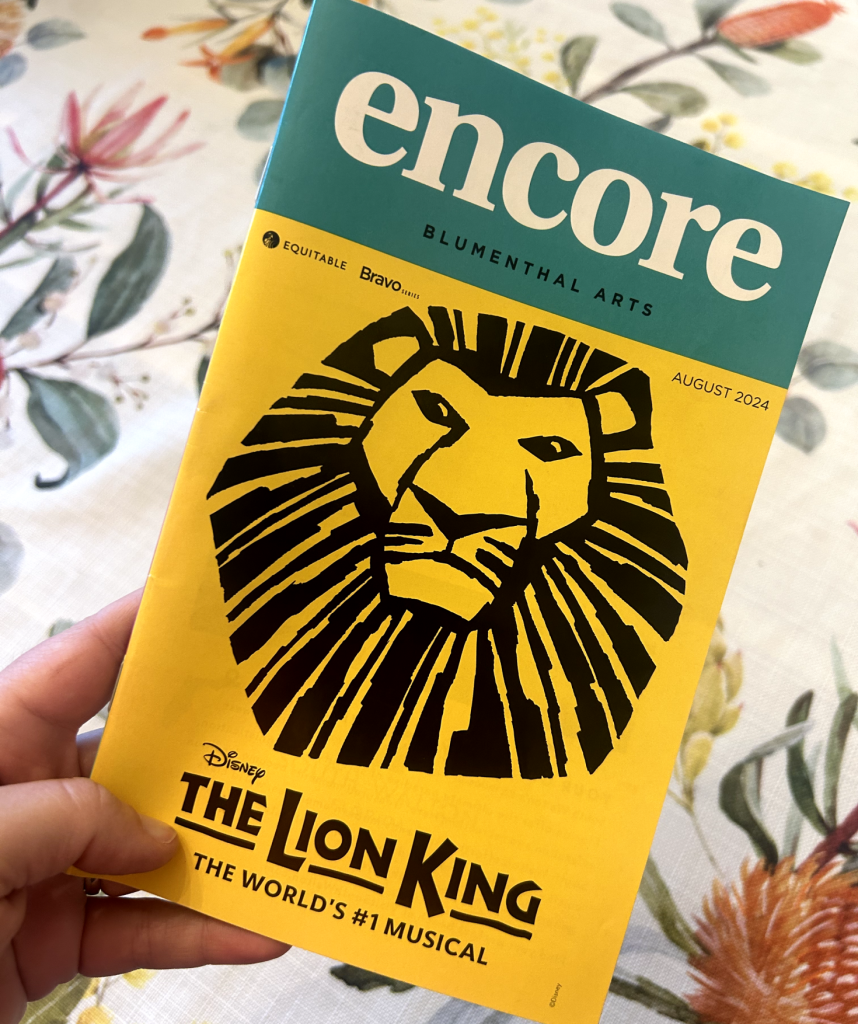 encore
BLUMENTHAL ARTS
EQUITABLE Bravo SERIES
AUGUST 2024
Disney
THE LION KING
THE WORLD'S #1 MUSICAL
©Disney